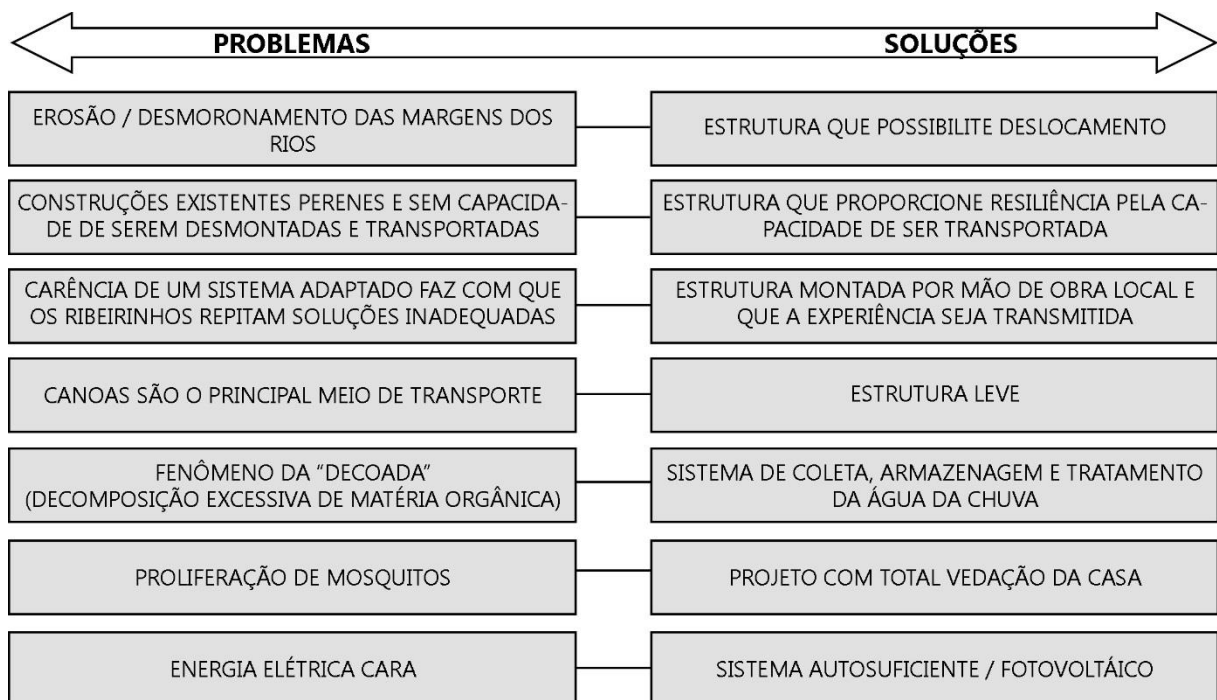 PROBLEMAS
SOLUÇÕES
EROSÃO / DESMORONAMENTO DAS MARGENS DOS
RIOS
ESTRUTURA QUE POSSIBILITE DESLOCAMENTO
CONSTRUÇÕES EXISTENTES PERENES E SEM CAPACIDA-
DE DE SEREM DESMONTADAS E TRANSPORTADAS
ESTRUTURA QUE PROPORCIONE RESILIÊNCIA PELA CA-
PACIDADE DE SER TRANSPORTADA
CARÊNCIA DE UM SISTEMA ADAPTADO FAZ COM QUE
OS RIBEIRINHOS REPITAM SOLUÇÕES INADEQUADAS
ESTRUTURA MONTADA POR MÃO DE OBRA LOCAL E
QUE A EXPERIÊNCIA SEJA TRANSMITIDA
CANOAS SÃO O PRINCIPAL MEIO DE TRANSPORTE
ESTRUTURA LEVE
FENÔMENO DA “DECOADA”
(DECOMPOSIÇÃO EXCESSIVA DE MATÉRIA ORGÂNICA)
SISTEMA DE COLETA, ARMAZENAGEM E TRATAMENTO
DA ÁGUA DA CHUVA
PROLIFERAÇÃO DE MOSQUITOS
PROJETO COM TOTAL VEDAÇÃO DA CASA
ENERGIA ELÉTRICA CARA
SISTEMA AUTOSUFICIENTE / FOTOVOLTÁICO